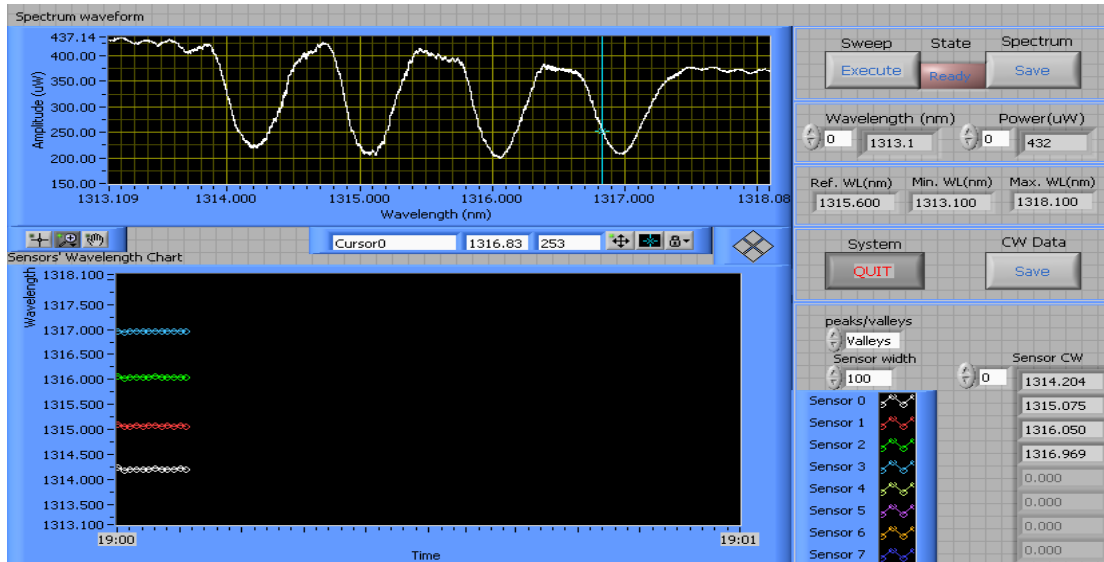 Spectrum waveform
437.14
400.00
350.00
300.00
250.00
200.00
150.00
Amplitude (uW)
1313.109 1314.000 1315.000 1316.000 1317.000 1318.08
Wavelength (nm)
Cursor0 1316.83 253
Sweep State Spectrum
Execute Ready Save
Wavelength (nm) Power(uW)
0 1313.1 0 432
Ref. WL(nm) Min. WL(nm) Max. WL(nm)
1315.600 1313.100 1318.100
System CW Data
QUIT Save
Sensors' Wavelength Chart
Wavelength
1318.100
1317.500
1317.000
1316.500
1316.000
1315.500
1315.000
1314.500
1314.000
1313.500
1313.100
19:00 19:01
Time
peaks/valleys
Valleys
Sensor width
100
Sensor CW
0 1314.204
1315.075
1316.050
1316.969
0.000
0.000
0.000
0.000
Sensor 0
Sensor 1
Sensor 2
Sensor 3
Sensor 4
Sensor 5
Sensor 6
Sensor 7